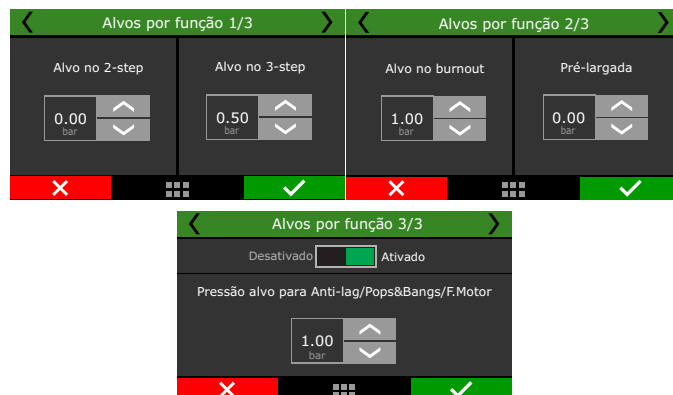 Alvos por função 1/3
Alvo no 2-step
Alvo no 3-step
0.00
bar
0.50
bar
Alvos por função 2/3
Alvo no burnout
Pré-largada
1.00
bar
0.00
bar
Alvos por função 3/3
Desativado Ativado
Pressão alvo para Anti-lag/Pops&Bangs/F.Motor
1.00
bar